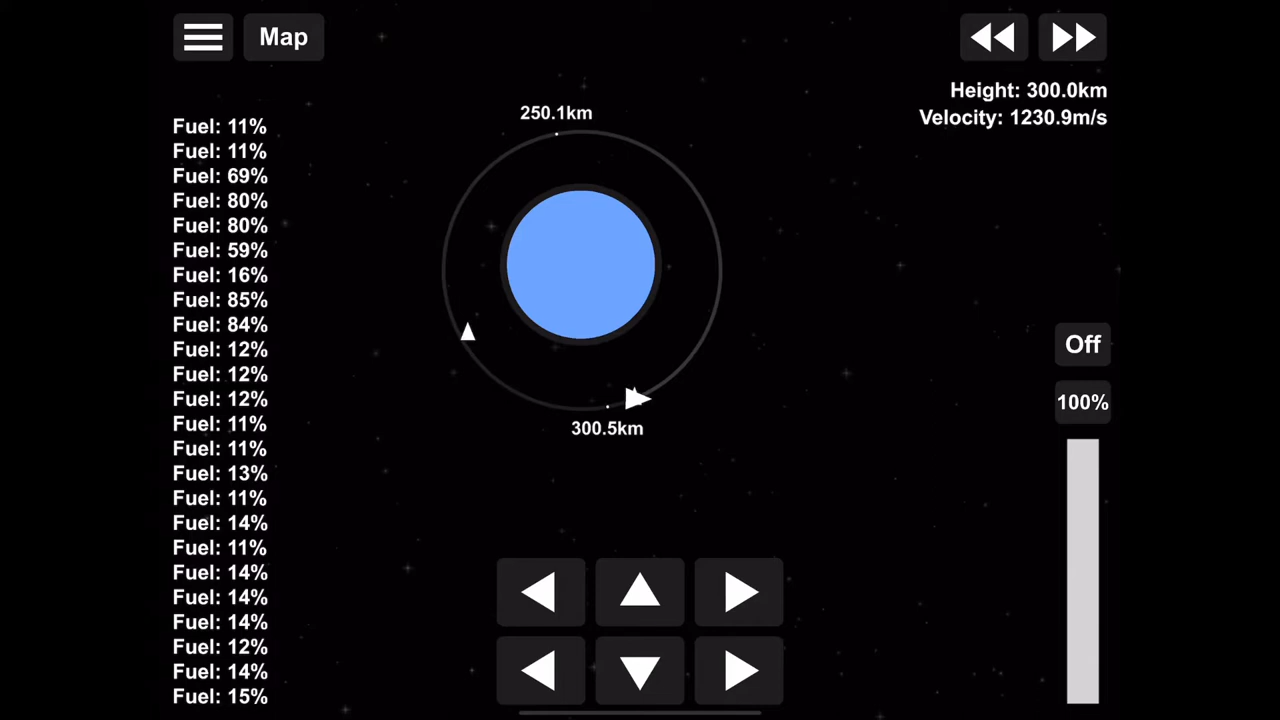 Map
Height: 300.0km
Velocity: 1230.9m/s
250.1km
Fuel: 11%
Fuel: 11%
Fuel: 69%
Fuel: 80%
Fuel: 80%
Fuel: 59%
Fuel: 16%
Fuel: 85%
Fuel: 84%
Fuel: 12%
Fuel: 12%
Fuel: 12%
Fuel: 11%
Fuel: 11%
Fuel: 13%
Fuel: 11%
Fuel: 14%
Fuel: 11%
Fuel: 14%
Fuel: 14%
Fuel: 14%
Fuel: 12%
Fuel: 14%
Fuel: 15%
300.5km
Off
100%